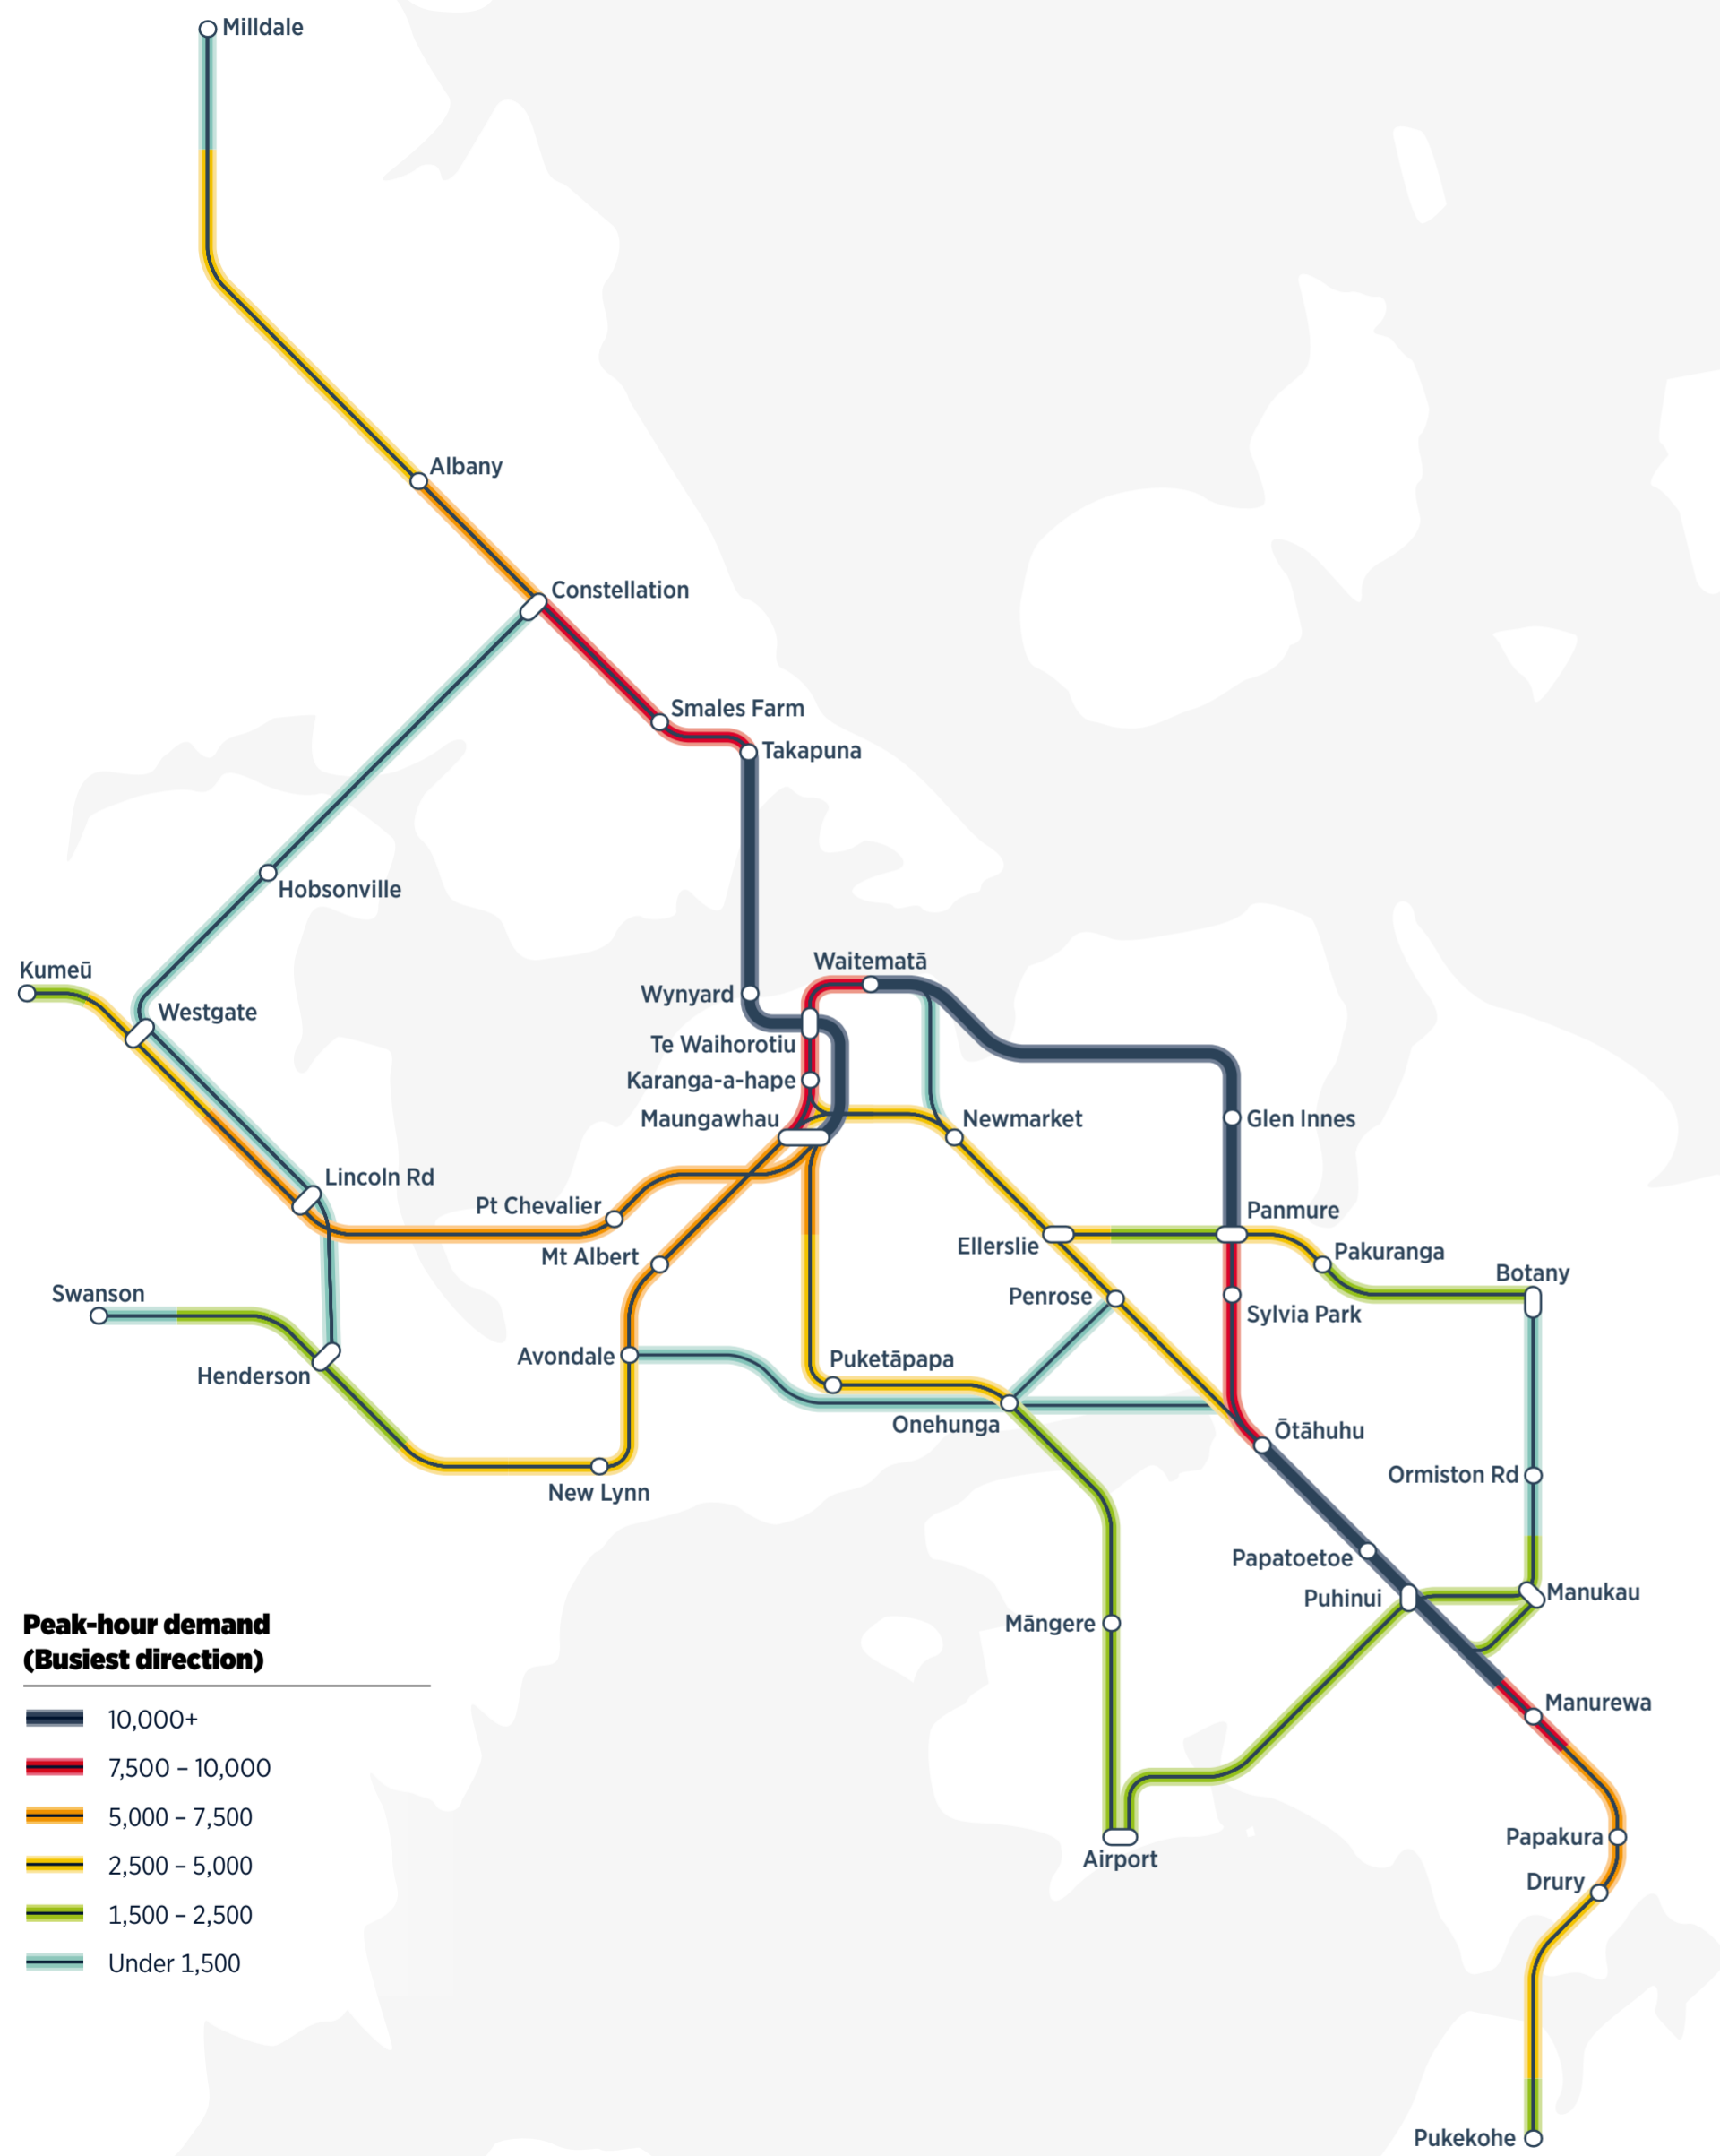 Milldale
Albany
Constellation
Smales Farm
Takapuna
Hobsonville
Waitematā
Kumeū
Wynyard
Westgate
Te Waihorotiu
Karanga-a-hape
Maungawhau
Newmarket
Glen Innes
Lincoln Rd
Pt Chevalier
Panmure
Ellerslie
Mt Albert
Pakuranga
Botany
Swanson
Penrose
Sylvia Park
Avondale
Puketāpapa
Henderson
Onehunga
Ōtāhuhu
Ormiston Rd
New Lynn
Papatoetoe
Puhinui
Manukau
Māngere
Manurewa
Airport
Papakura
Drury
Pukekohe
Peak-hour demand
(Busiest direction)
10,000+
7,500 – 10,000
5,000 – 7,500
2,500 – 5,000
1,500 – 2,500
Under 1,500